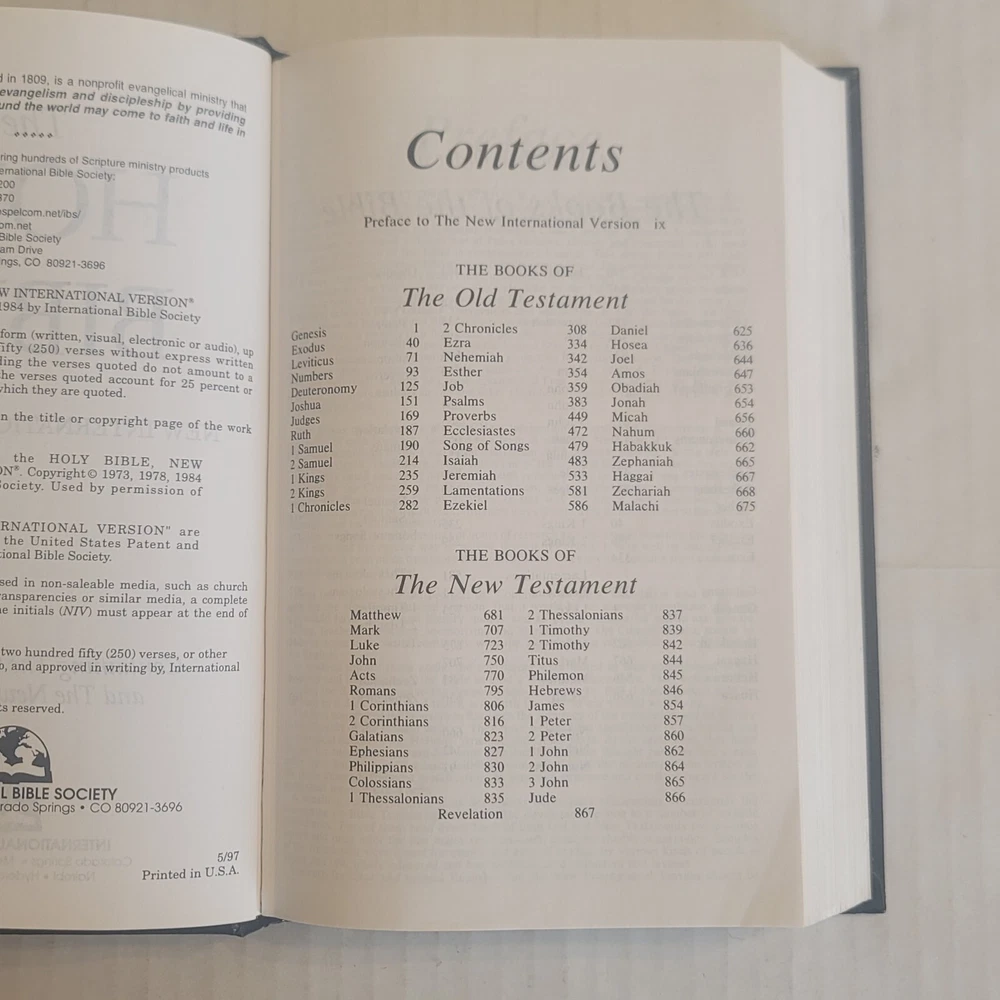 d in 1809, is a nonprofit evangelical ministry that
evangelism and discipleship by providing
und the world may come to faith and life in
ring hundreds of Scripture ministry products
ernational Bible Society:
200
370
spelcom.net/ibs/
om.net
Bible Society
am Drive
ngs, CO 80921-3696
W INTERNATIONAL VERSION®
1984 by International Bible Society
form (written, visual, electronic or audio), up
ifty (250) verses without express written
ding the verses quoted do not amount to a
he verses quoted account for 25 percent or
which they are quoted.
n the title or copyright page of the work
the HOLY BIBLE, NEW
ON®. Copyright © 1973, 1978, 1984
Society. Used by permission of
RNATIONAL VERSION" are
the United States Patent and
tional Bible Society.
sed in non-saleable media, such as church
ransparencies or similar media, a complete
e initials (NIV) must appear at the end of
two hundred fifty (250) verses, or other
o, and approved in writing by, International
ts reserved.
L BIBLE SOCIETY
rado Springs • CO 80921-3696
5/97
Printed in U.S.A.
Contents
Preface to The New International Version ix
THE BOOKS OF
The Old Testament
Genesis 1 2 Chronicles 308 Daniel 625
Exodus 40 Ezra 334 Hosea 636
Leviticus 71 Nehemiah 342 Joel 644
Numbers 93 Esther 354 Amos 647
Deuteronomy 125 Job 359 Obadiah 653
Joshua 151 Psalms 383 Jonah 654
Judges 169 Proverbs 449 Micah 656
Ruth 187 Ecclesiastes 472 Nahum 660
1 Samuel 190 Song of Songs 479 Habakkuk 662
2 Samuel 214 Isaiah 483 Zephaniah 665
1 Kings 235 Jeremiah 533 Haggai 667
2 Kings 259 Lamentations 581 Zechariah 668
1 Chronicles 282 Ezekiel 586 Malachi 675
THE BOOKS OF
The New Testament
Matthew 681 2 Thessalonians 837
Mark 707 1 Timothy 839
Luke 723 2 Timothy 842
John 750 Titus 844
Acts 770 Philemon 845
Romans 795 Hebrews 846
1 Corinthians 806 James 854
2 Corinthians 816 1 Peter 857
Galatians 823 2 Peter 860
Ephesians 827 1 John 862
Philippians 830 2 John 864
Colossians 833 3 John 865
1 Thessalonians 835 Jude 866
Revelation 867